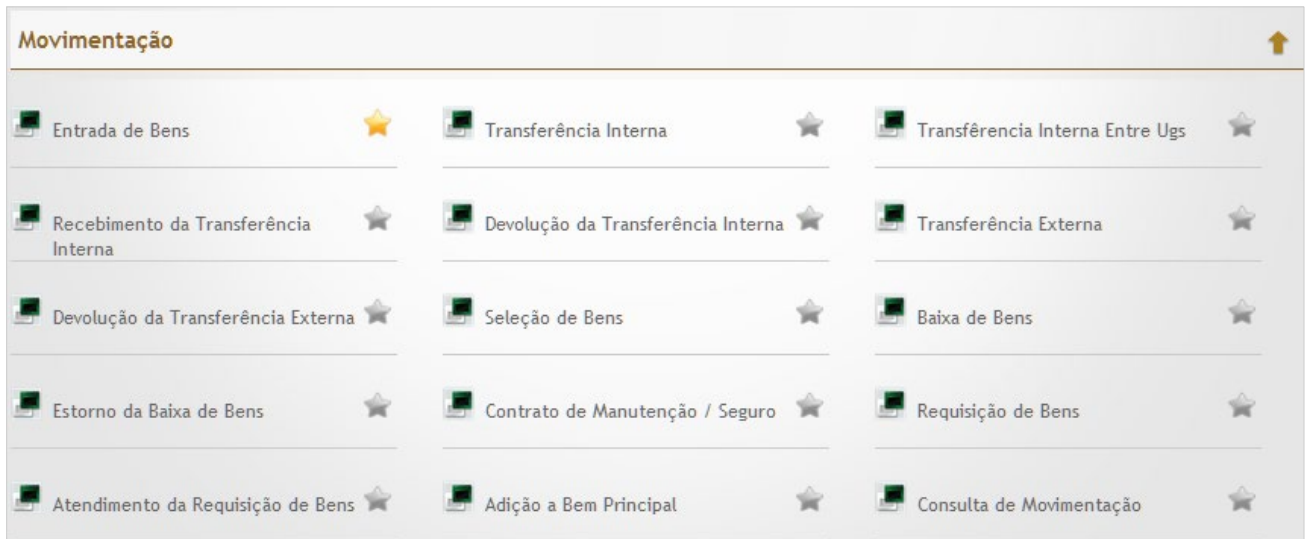 Movimentação
Entrada de Bens
Transferência Interna
Transfêrencia Interna Entre Ugs
Recebimento da Transferência
Interna
Devolução da Transferência Interna
Transferência Externa
Devolução da Transferência Externa
Seleção de Bens
Baixa de Bens
Estorno da Baixa de Bens
Contrato de Manutenção / Seguro
Requisição de Bens
Atendimento da Requisição de Bens
Adição a Bem Principal
Consulta de Movimentação